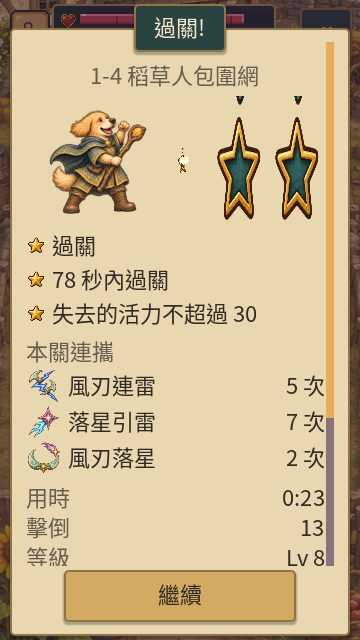 過關!
1-4 稻草人包圍網
過關
78 秒內過關
失去的活力不超過 30
本關連攜
風刃連雷 5 次
落星引雷 7 次
風刃落星 2 次
用時 0:23
擊倒 13
等級 Lv 8
繼續